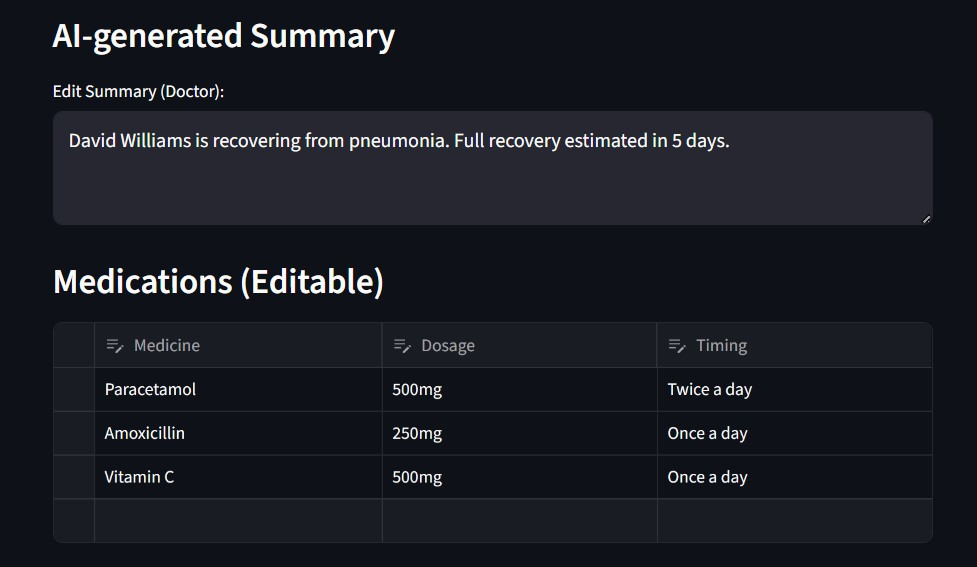 AI-generated Summary
Edit Summary (Doctor):
David Williams is recovering from pneumonia. Full recovery estimated in 5 days.
Medications (Editable)
Medicine Dosage Timing
Paracetamol 500mg Twice a day
Amoxicillin 250mg Once a day
Vitamin C 500mg Once a day